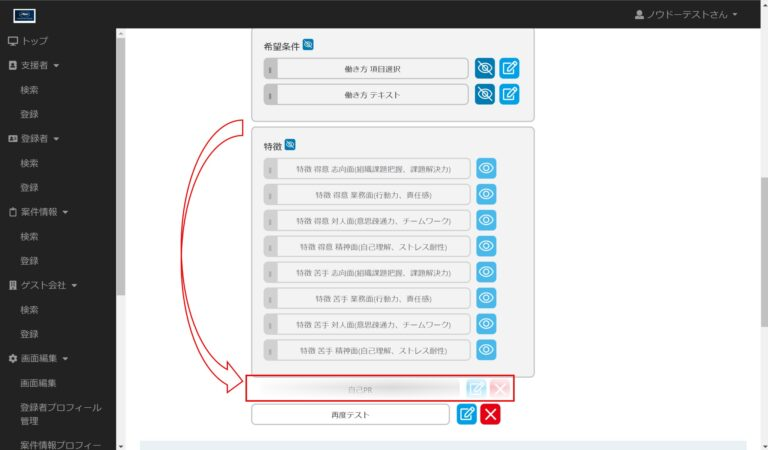 ノウドーテストさん
トップ
支援者
検索
登録
登録者
検索
登録
案件情報
検索
登録
ゲスト会社
検索
登録
画面編集
画面編集
登録者プロフィール
管理
案件情報プロフィー
希望条件
働き方 項目選択
働き方 テキスト
特徴
特徴 得意 志向面(組織課題把握、課題解決力)
特徴 得意 業務面(行動力、責任感)
特徴 得意 対人面(意思疎通力、チームワーク)
特徴 得意 精神面(自己理解、ストレス耐性)
特徴 苦手 志向面(組織課題把握、課題解決力)
特徴 苦手 業務面(行動力、責任感)
特徴 苦手 対人面(意思疎通力、チームワーク)
特徴 苦手 精神面(自己理解、ストレス耐性)
自己PR
再度テスト